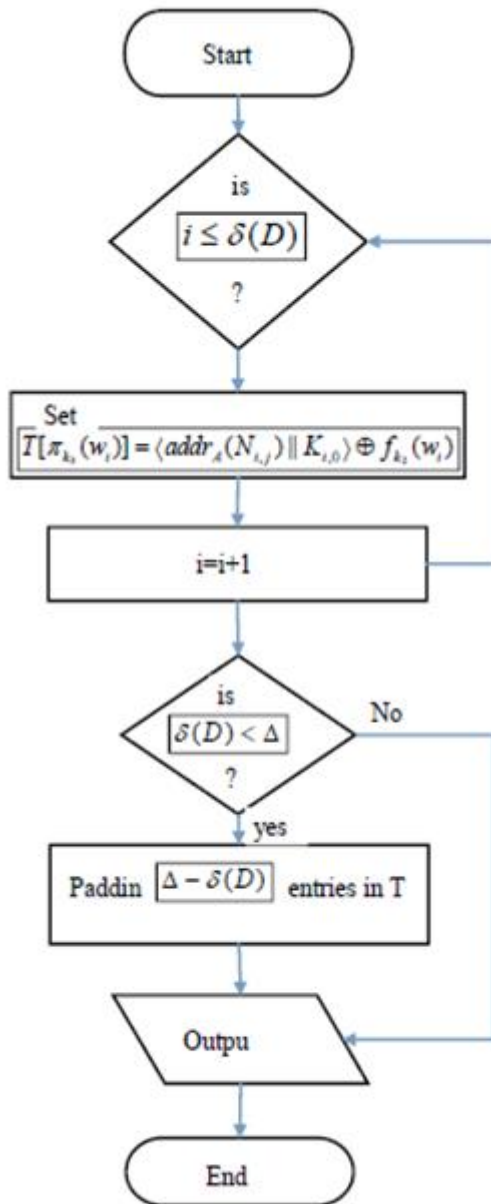 Start
is
i ≤ δ(D)
?
Set
T[π_{k_3}(w_i)] = ⟨addr_A(N_{i,j}) ∥ K_{i,0}⟩ ⊕ f_{k_2}(w_i)
i=i+1
is
δ(D) < Δ
?
No
yes
Paddin Δ − δ(D) entries in T
Outpu
End